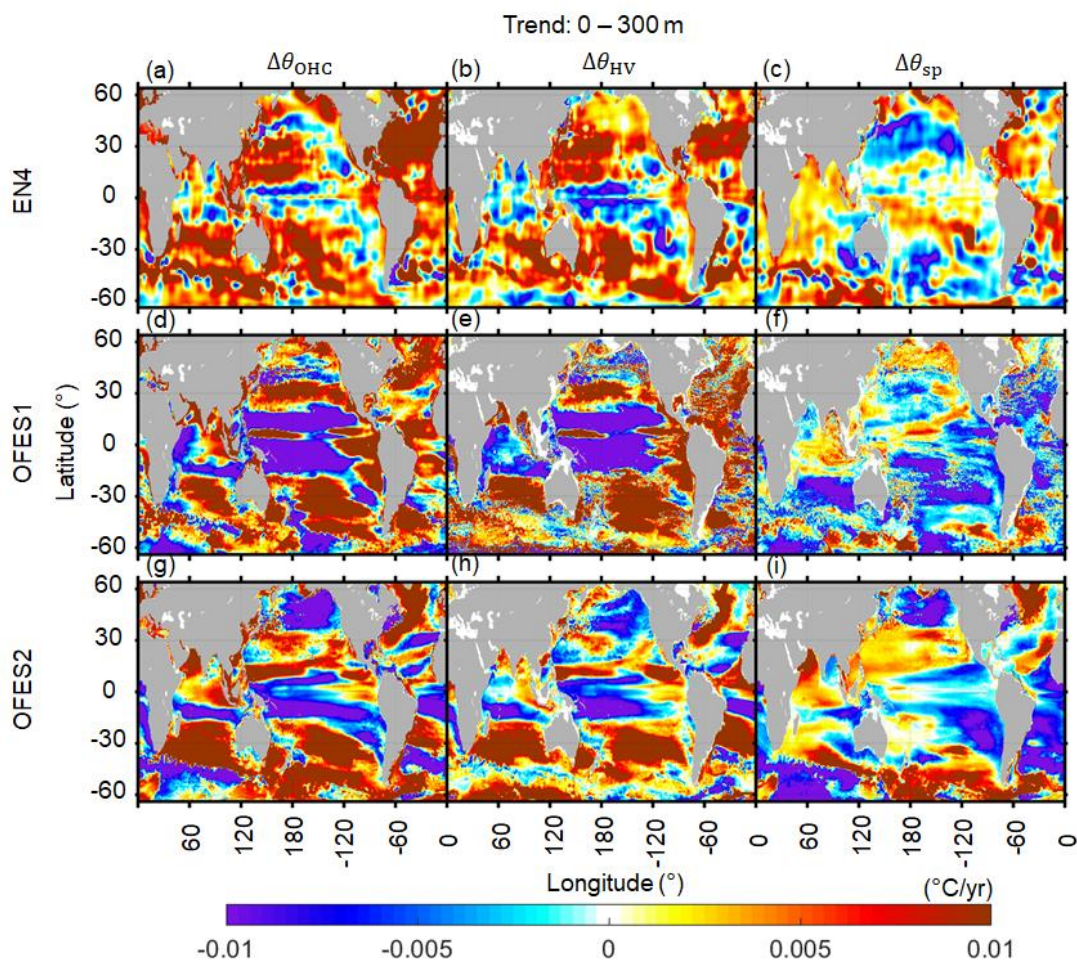 Trend: 0 – 300 m
(a) Δθ_OHC (b) Δθ_HV (c) Δθ_sp
60
30
EN4 0
-30
-60
(d) (e) (f)
60
30
OFES1 0
-30
-60
Latitude (°)
(g) (h) (i)
60
30
OFES2 0
-30
-60
60 120 180 -120 -60 0 60 120 180 -120 -60 0 60 120 180 -120 -60 0
Longitude (°) (°C/yr)
-0.01 -0.005 0 0.005 0.01